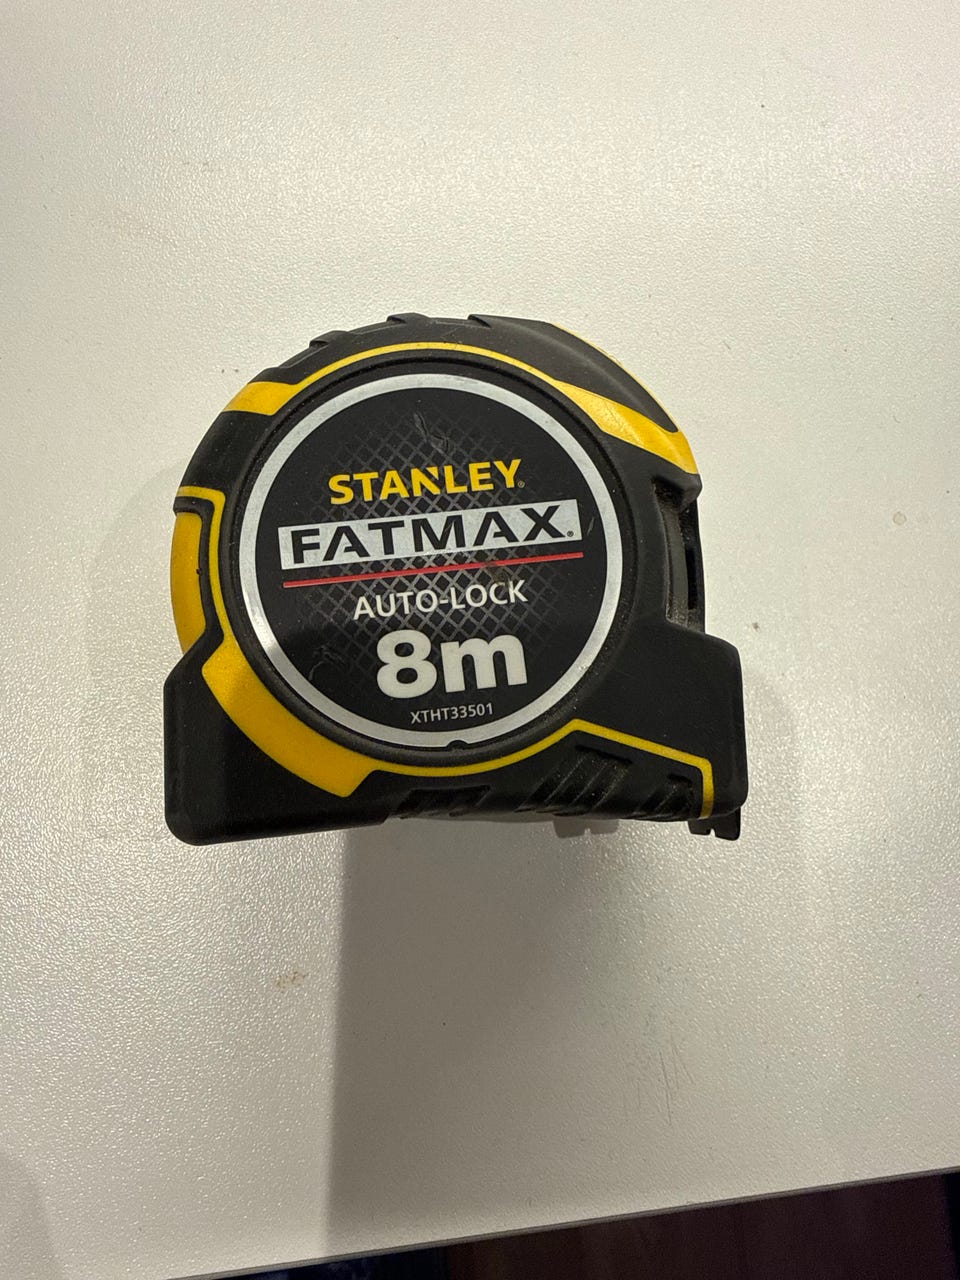 STANLEY®
FATMAX®
AUTO-LOCK
8m
XTHT33501